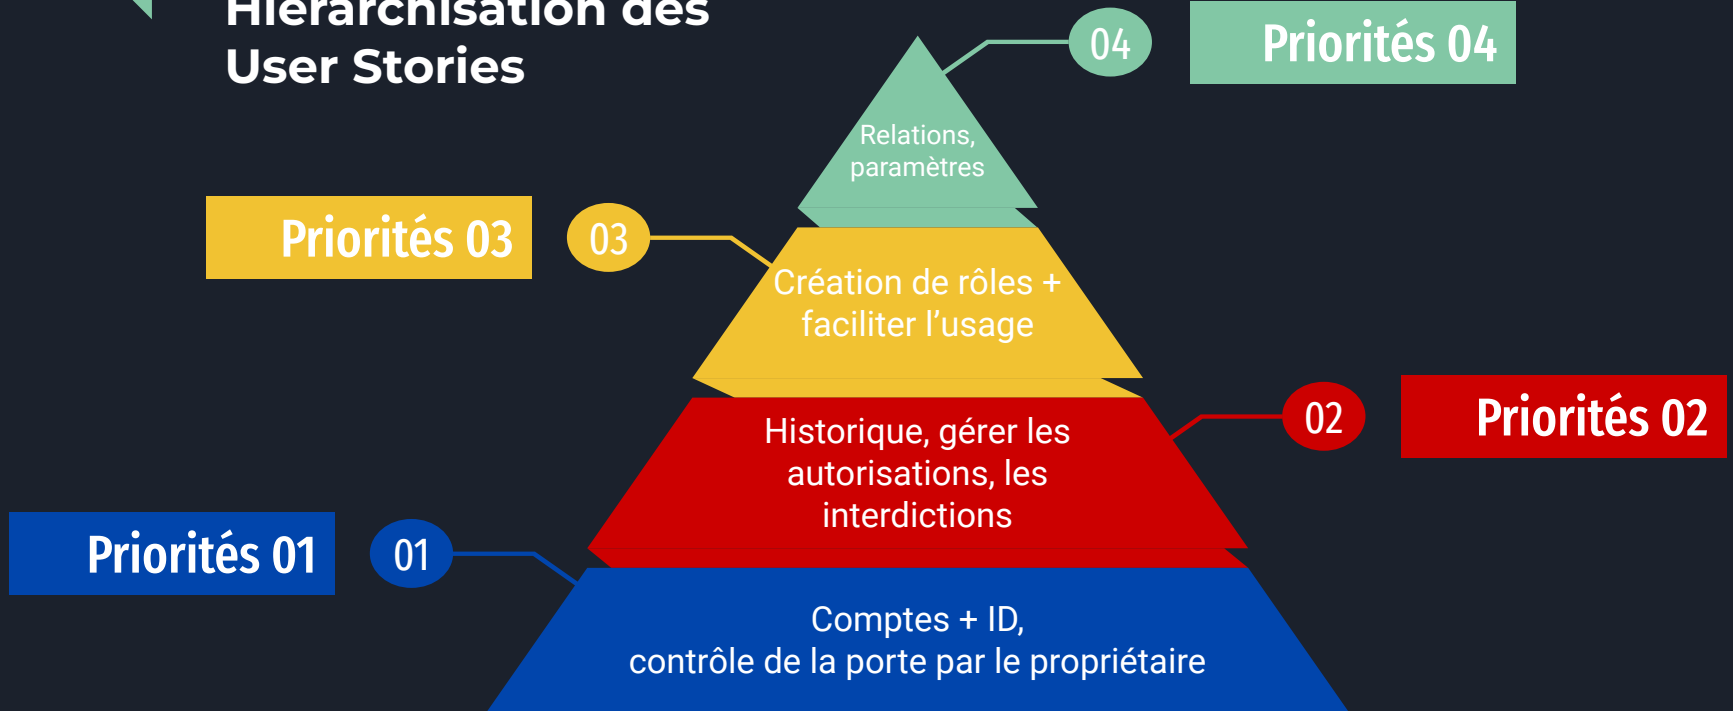 Hiérarchisation des
User Stories
04
Priorités 04
Relations,
paramètres
Priorités 03
03
Création de rôles +
faciliter l’usage
02
Priorités 02
Historique, gérer les
autorisations, les
interdictions
Priorités 01
01
Comptes + ID,
contrôle de la porte par le propriétaire